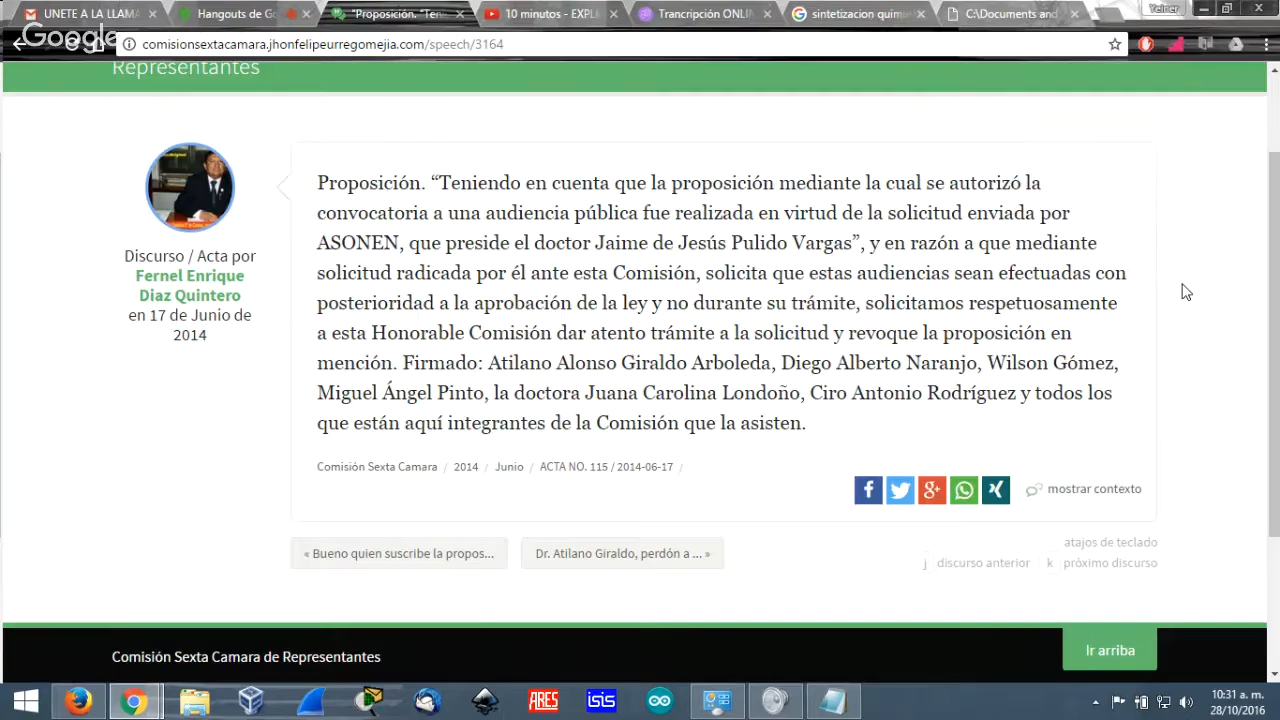 UNETE A LA LLAMA
Hangouts de Go
"Proposición. "Ten
10 minutos - EXPL
Trancripción ONLIN
sintetizacion quim
C:\Documents and
Yeiner
Google
comisionsextacamara.jhonfelipeurregomejia.com/speech/3164
Representantes
Proposición. “Teniendo en cuenta que la proposición mediante la cual se autorizó la
convocatoria a una audiencia pública fue realizada en virtud de la solicitud enviada por
ASONEN, que preside el doctor Jaime de Jesús Pulido Vargas”, y en razón a que mediante
solicitud radicada por él ante esta Comisión, solicita que estas audiencias sean efectuadas con
posterioridad a la aprobación de la ley y no durante su trámite, solicitamos respetuosamente
a esta Honorable Comisión dar atento trámite a la solicitud y revoque la proposición en
mención. Firmado: Atilano Alonso Giraldo Arboleda, Diego Alberto Naranjo, Wilson Gómez,
Miguel Ángel Pinto, la doctora Juana Carolina Londoño, Ciro Antonio Rodríguez y todos los
que están aquí integrantes de la Comisión que la asisten.
Discurso / Acta por
Fernel Enrique
Diaz Quintero
en 17 de Junio de
2014
Comisión Sexta Camara / 2014 / Junio / ACTA NO. 115 / 2014-06-17 /
mostrar contexto
« Bueno quien suscribe la propos...
Dr. Atilano Giraldo, perdón a ... »
atajos de teclado
j discurso anterior k próximo discurso
Comisión Sexta Camara de Representantes
Ir arriba
ARES
isis
10:31 a. m.
28/10/2016